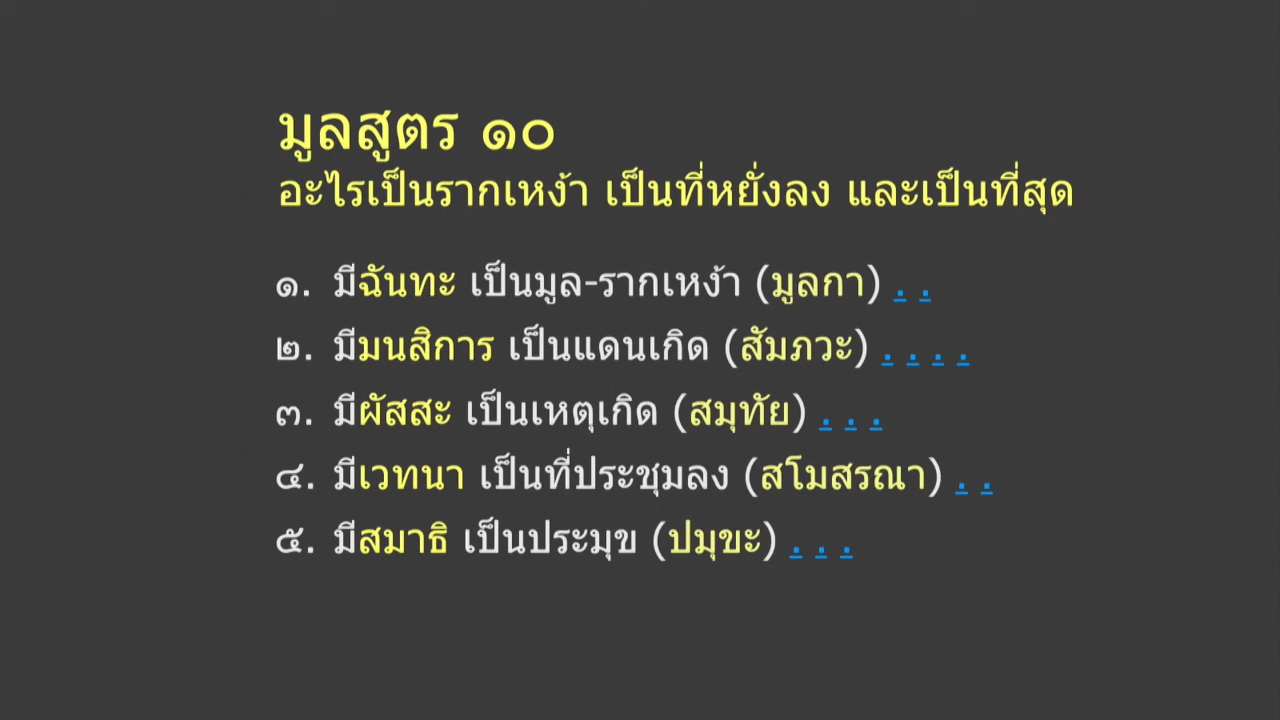 มูลสูตร ๑๐
อะไรเป็นรากเหง้า เป็นที่หยั่งลง และเป็นที่สุด
๑. มีฉันทะ เป็นมูล-รากเหง้า (มูลกา) . .
๒. มีมนสิการ เป็นแดนเกิด (สัมภวะ) . . . .
๓. มีผัสสะ เป็นเหตุเกิด (สมุทัย) . . .
๔. มีเวทนา เป็นที่ประชุมลง (สโมสรณา) . .
๕. มีสมาธิ เป็นประมุข (ปมุขะ) . . .